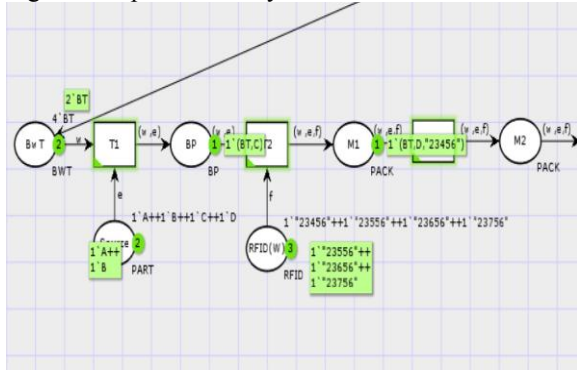 2`BT
4`BT
Bw T
2
w
T1
(w ,e)
BP
1
(w ,e)
1`(BT,C)
T2
(w ,e,f)
M1
1
1`(BT,D,"23456")
(w,e,f)
M2
(w ,e,f)
BWT
BP
PACK
PACK
e
f
1`A++1`B++1`C++1`D
1`"23456"++1`23556"++1`"23656"++1`"23756"
2
1`A++
1`B
PART
RFID(W)
3
RFID
1`"23556"++
1`"23656"++
1`"23756"